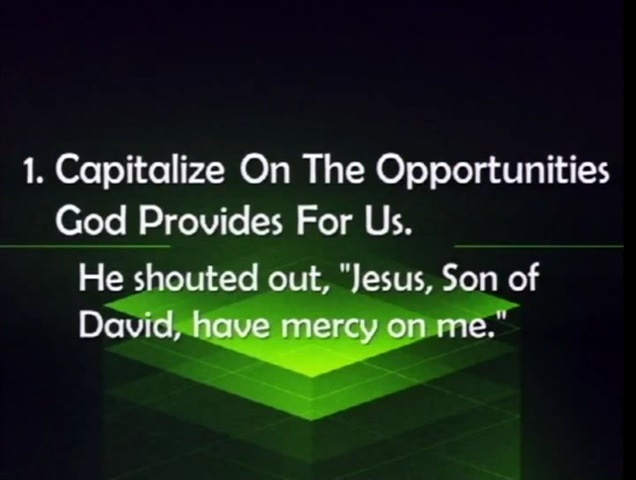 1. Capitalize On The Opportunities
God Provides For Us.
He shouted out, "Jesus, Son of
David, have mercy on me."